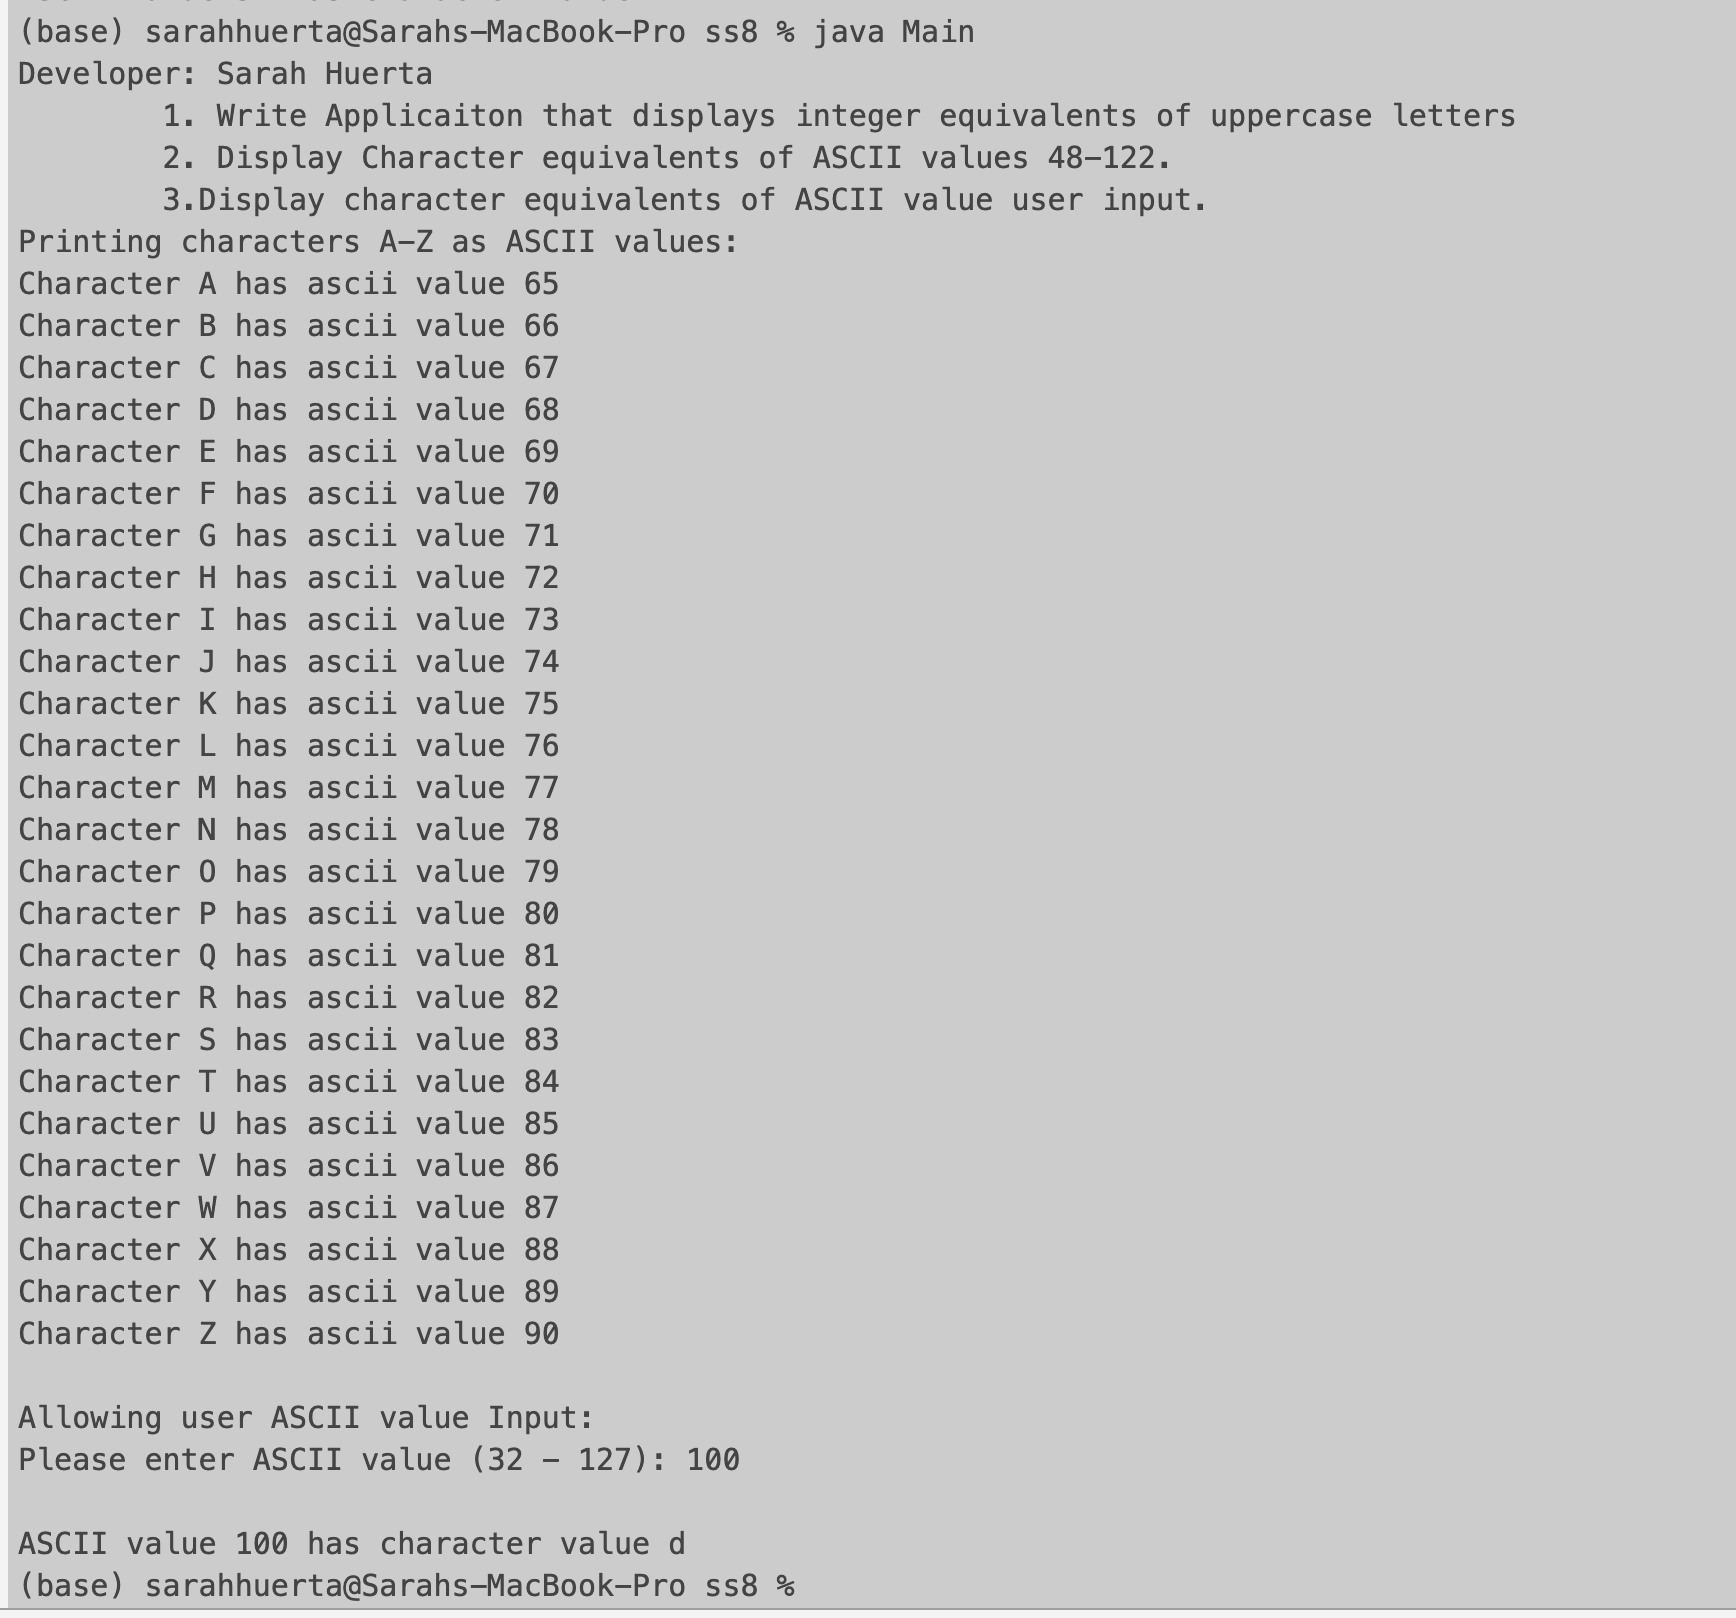 (base) sarahhuerta@Sarahs-MacBook-Pro ss8 % java Main
Developer: Sarah Huerta
1. Write Applicaiton that displays integer equivalents of uppercase letters
2. Display Character equivalents of ASCII values 48-122.
3.Display character equivalents of ASCII value user input.
Printing characters A-Z as ASCII values:
Character A has ascii value 65
Character B has ascii value 66
Character C has ascii value 67
Character D has ascii value 68
Character E has ascii value 69
Character F has ascii value 70
Character G has ascii value 71
Character H has ascii value 72
Character I has ascii value 73
Character J has ascii value 74
Character K has ascii value 75
Character L has ascii value 76
Character M has ascii value 77
Character N has ascii value 78
Character O has ascii value 79
Character P has ascii value 80
Character Q has ascii value 81
Character R has ascii value 82
Character S has ascii value 83
Character T has ascii value 84
Character U has ascii value 85
Character V has ascii value 86
Character W has ascii value 87
Character X has ascii value 88
Character Y has ascii value 89
Character Z has ascii value 90
Allowing user ASCII value Input:
Please enter ASCII value (32 - 127): 100
ASCII value 100 has character value d
(base) sarahhuerta@Sarahs-MacBook-Pro ss8 %